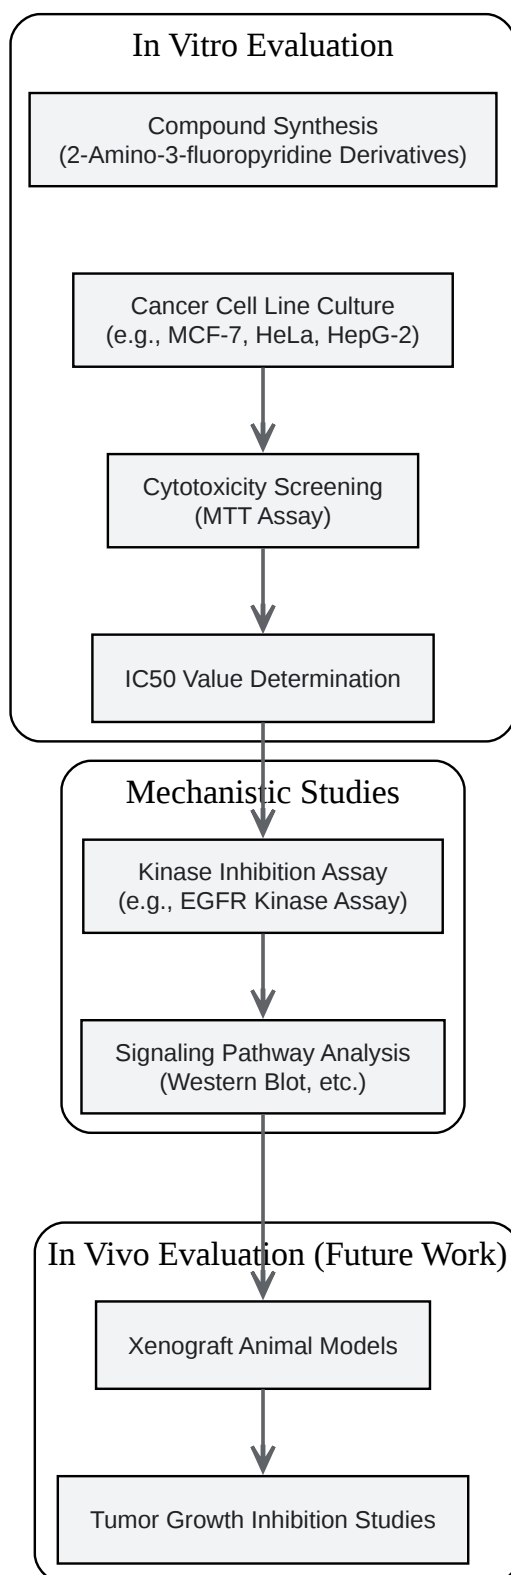 In Vitro Evaluation
Compound Synthesis
(2-Amino-3-fluoropyridine Derivatives)
Cancer Cell Line Culture
(e.g., MCF-7, HeLa, HepG-2)
Cytotoxicity Screening
(MTT Assay)
IC50 Value Determination
Mechanistic Studies
Kinase Inhibition Assay
(e.g., EGFR Kinase Assay)
Signaling Pathway Analysis
(Western Blot, etc.)
In Vivo Evaluation (Future Work)
Xenograft Animal Models
Tumor Growth Inhibition Studies